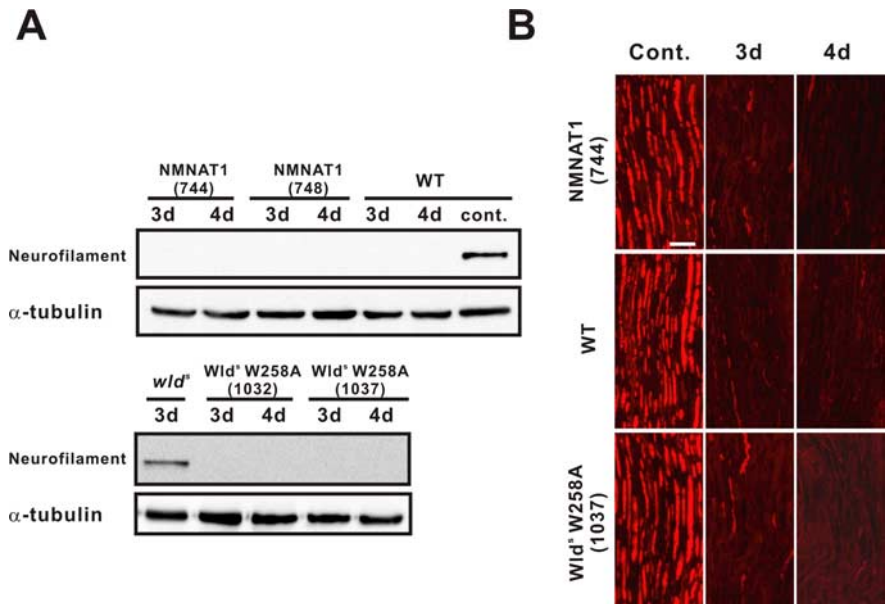 A
NMNAT1 (744)
NMNAT1 (748)
WT
3d 4d 3d 4d 3d 4d cont.
Neurofilament
α-tubulin
wldˢ
Wldˢ W258A (1032)
Wldˢ W258A (1037)
3d 3d 4d 3d 4d
Neurofilament
α-tubulin
B
Cont. 3d 4d
NMNAT1 (744)
WT
Wldˢ W258A (1037)